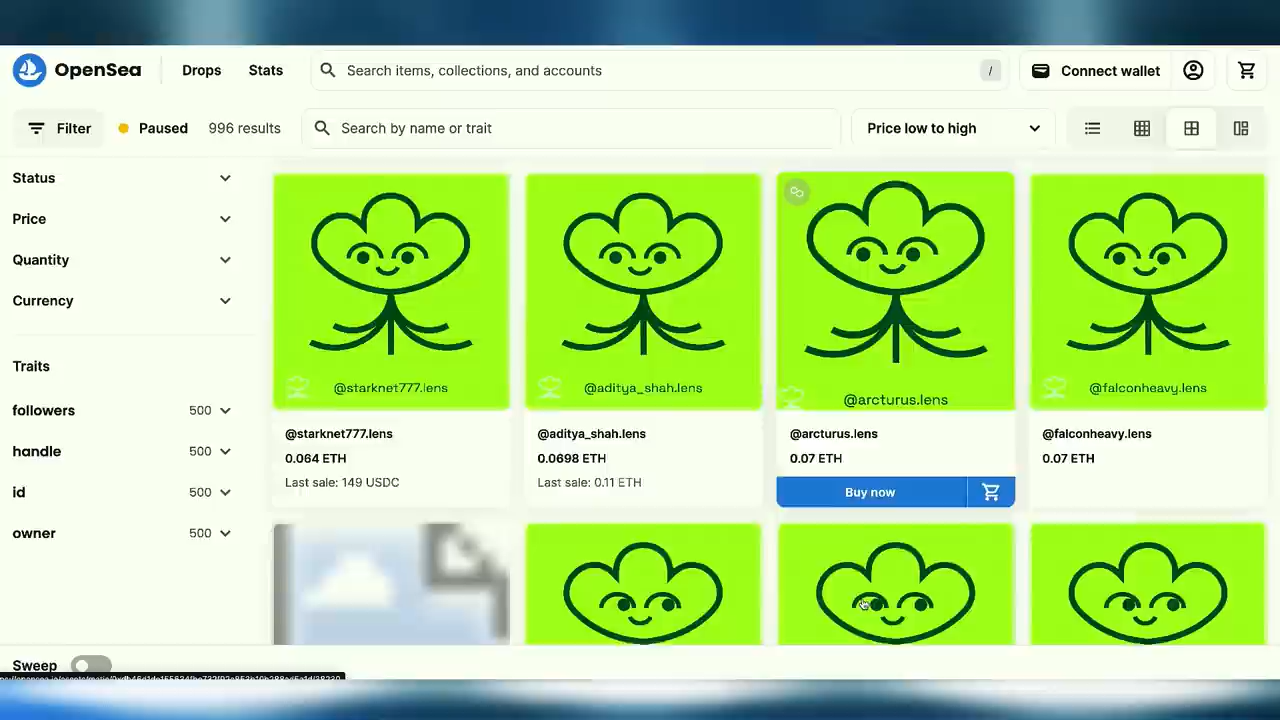 OpenSea
Drops
Stats
Search items, collections, and accounts
/
Connect wallet
Filter
Paused
996 results
Search by name or trait
Price low to high
Status
Price
Quantity
Currency
Traits
followers
500
handle
500
id
500
owner
500
@starknet777.lens
@aditya_shah.lens
@arcturus.lens
@falconheavy.lens
@starknet777.lens
@aditya_shah.lens
@arcturus.lens
@falconheavy.lens
0.064 ETH
0.0698 ETH
0.07 ETH
0.07 ETH
Last sale: 149 USDC
Last sale: 0.11 ETH
Buy now
Sweep